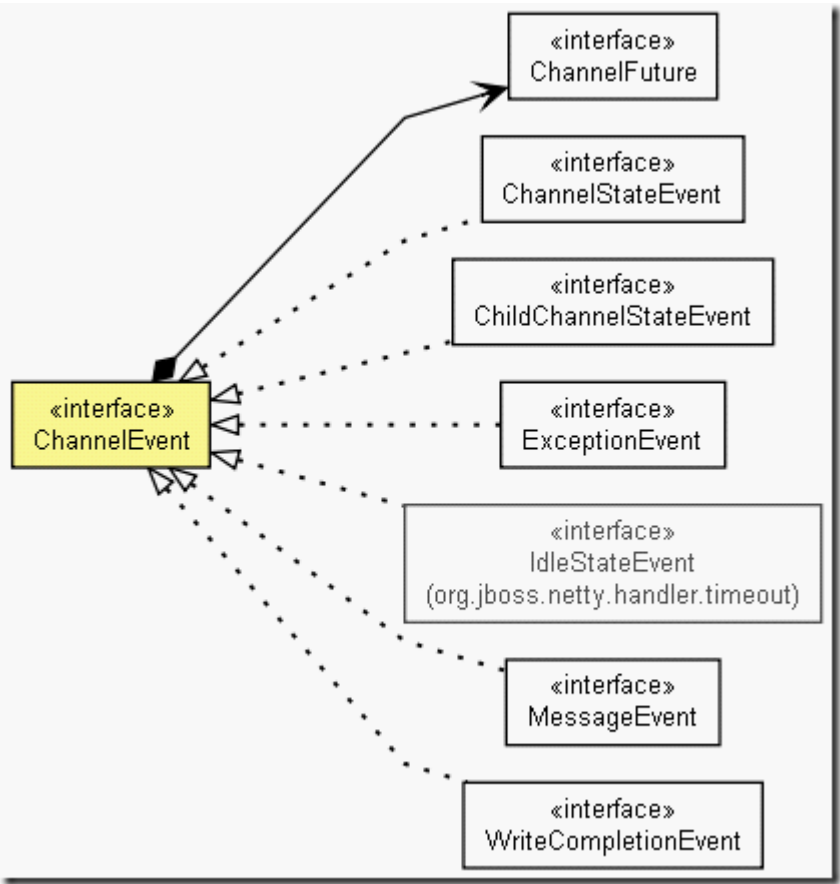 «interface»
ChannelFuture
«interface»
ChannelStateEvent
«interface»
ChildChannelStateEvent
«interface»
ChannelEvent
«interface»
ExceptionEvent
«interface»
IdleStateEvent
(org.jboss.netty.handler.timeout)
«interface»
MessageEvent
«interface»
WriteCompletionEvent